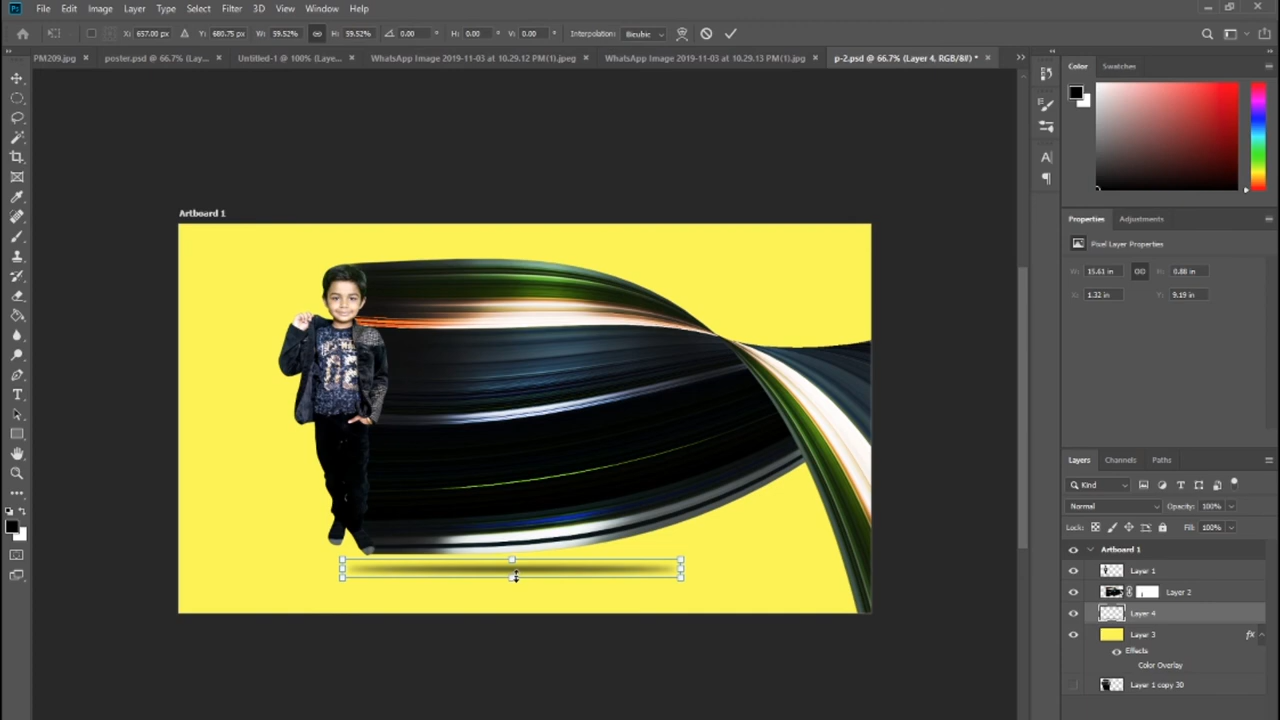 Ps File Edit Image Layer Type Select Filter 3D View Window Help
X: 657.00 px Y: 680.75 px W: 59.52% H: 59.52% 0.00 ° H: 0.00 ° V: 0.00 ° Interpolation: Bicubic
PM209.jpg × poster.psd @ 66.7% (Lay... × Untitled-1 @ 100% (Laye... × WhatsApp Image 2019-11-03 at 10.29.12 PM(1).jpeg × WhatsApp Image 2019-11-03 at 10.29.13 PM(1).jpg × p-2.psd @ 66.7% (Layer 4, RGB/8#) * ×
Color Swatches
Artboard 1
Properties Adjustments
Pixel Layer Properties
W: 15.61 in H: 0.88 in
X: 1.32 in Y: 9.19 in
Layers Channels Paths
Kind
Normal Opacity: 100%
Lock: Fill: 100%
Artboard 1
Layer 1
Layer 2
Layer 4
Layer 3 fx
Effects
Color Overlay
Layer 1 copy 30